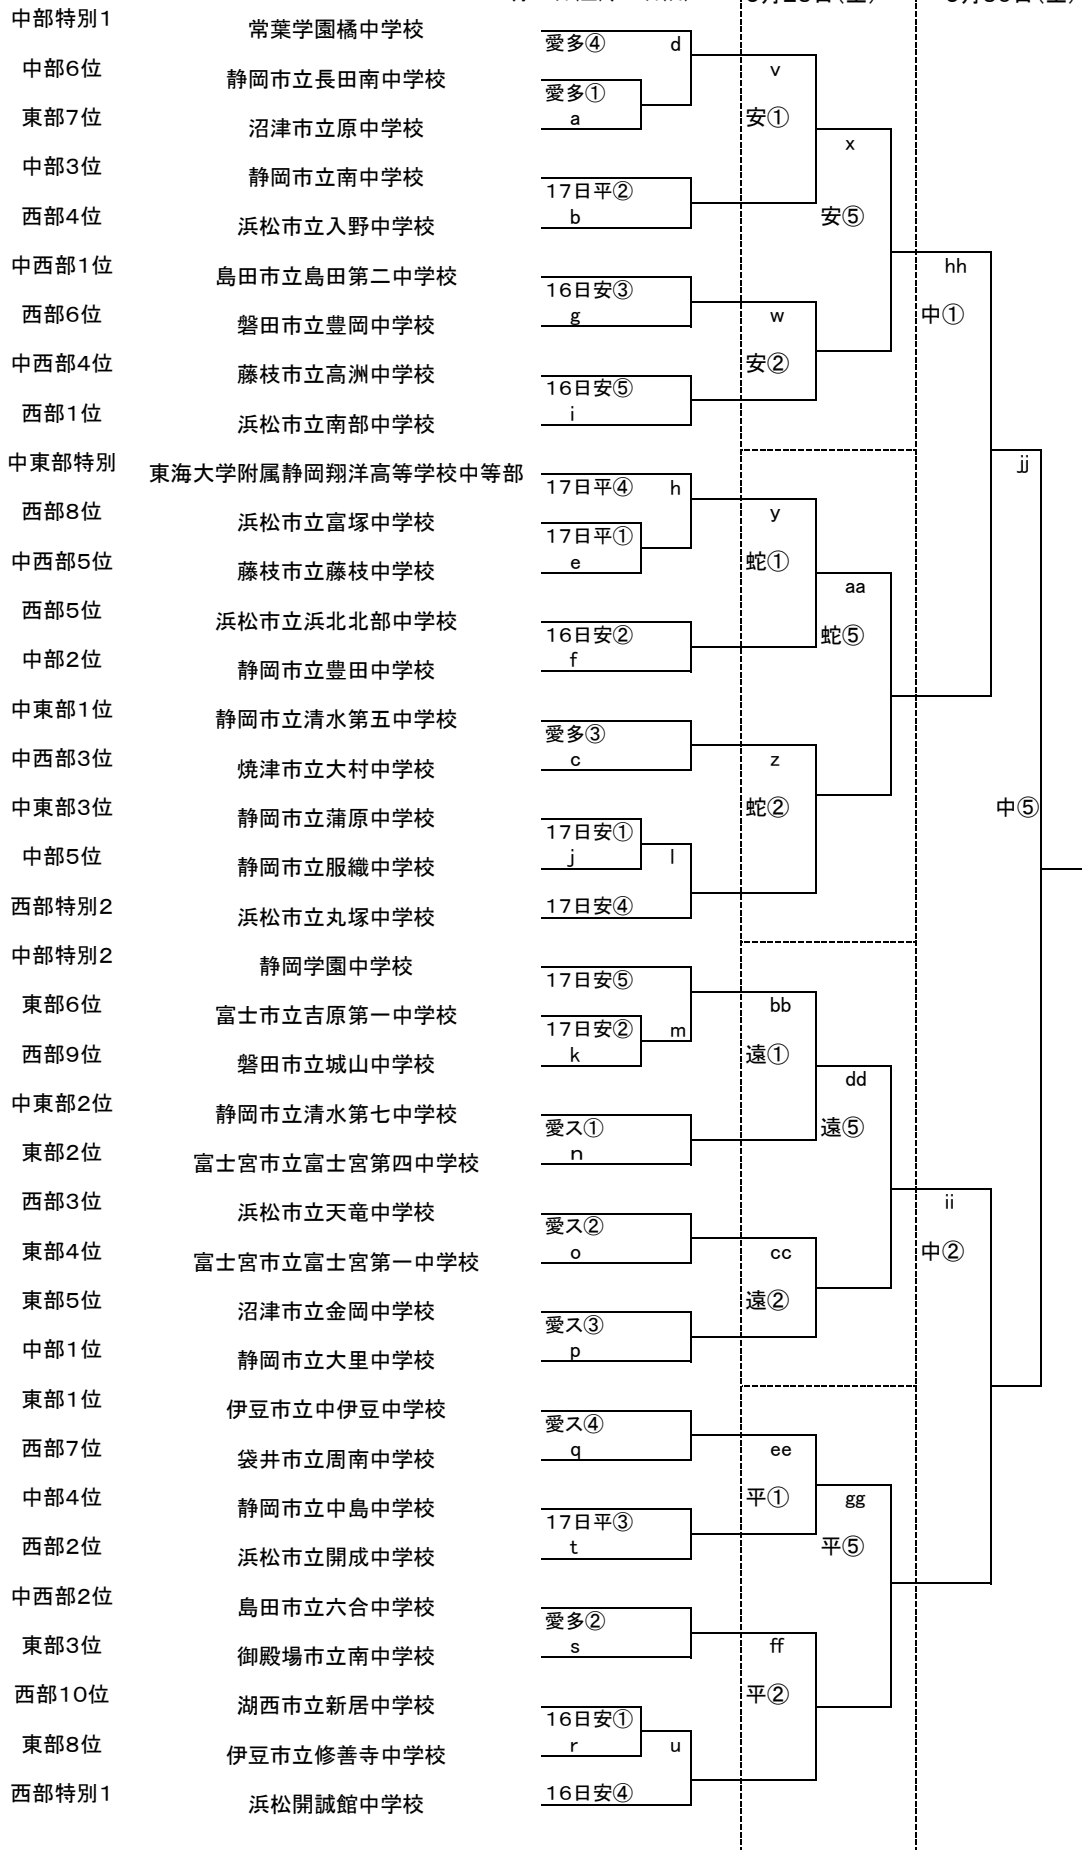 中部特別1 常葉学園橘中学校 愛多④ d
中部6位 静岡市立長田南中学校 愛多① v
東部7位 沼津市立原中学校 a 安① x
中部3位 静岡市立南中学校 17日平②
西部4位 浜松市立入野中学校 b 安⑤
中西部1位 島田市立島田第二中学校 16日安③ hh
西部6位 磐田市立豊岡中学校 g w 中①
中西部4位 藤枝市立高洲中学校 16日安⑤ 安②
西部1位 浜松市立南部中学校 i
中東部特別 東海大学附属静岡翔洋高等学校中等部 17日平④ h jj
西部8位 浜松市立富塚中学校 17日平① y
中西部5位 藤枝市立藤枝中学校 e 蛇① aa
西部5位 浜松市立浜北北部中学校 16日安② 蛇⑤
中部2位 静岡市立豊田中学校 f
中東部1位 静岡市立清水第五中学校 愛多③
中西部3位 焼津市立大村中学校 c z
中東部3位 静岡市立蒲原中学校 17日安① 蛇② 中⑤
中部5位 静岡市立服織中学校 j l
西部特別2 浜松市立丸塚中学校 17日安④
中部特別2 静岡学園中学校 17日安⑤
東部6位 富士市立吉原第一中学校 17日安② m bb
西部9位 磐田市立城山中学校 k 遠① dd
中東部2位 静岡市立清水第七中学校 愛ス① 遠⑤
東部2位 富士宮市立富士宮第四中学校 n
西部3位 浜松市立天竜中学校 愛ス② ii
東部4位 富士宮市立富士宮第一中学校 o cc 中②
東部5位 沼津市立金岡中学校 愛ス③ 遠②
中部1位 静岡市立大里中学校 p
東部1位 伊豆市立中伊豆中学校 愛ス④
西部7位 袋井市立周南中学校 q ee
中部4位 静岡市立中島中学校 17日平③ 平① gg
西部2位 浜松市立開成中学校 t 平⑤
中西部2位 島田市立六合中学校 愛多②
東部3位 御殿場市立南中学校 s ff
西部10位 湖西市立新居中学校 16日安① 平②
東部8位 伊豆市立修善寺中学校 r u
西部特別1 浜松開誠館中学校 16日安④